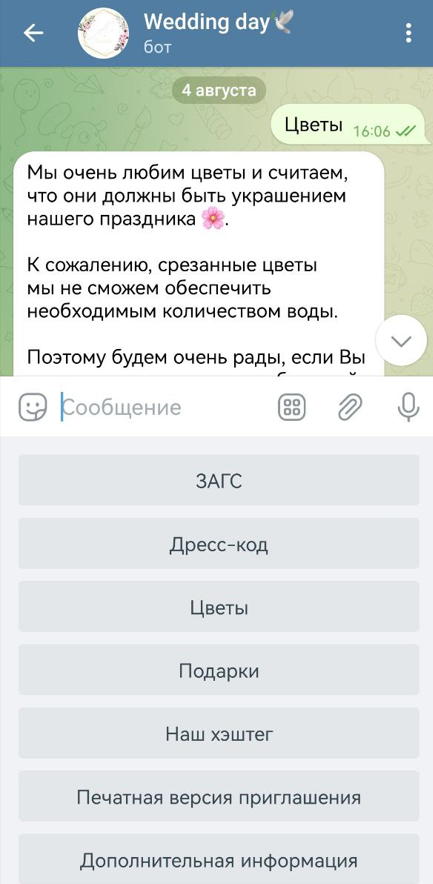 Wedding day🕊️
бот
4 августа
Цветы 16:06
Мы очень любим цветы и считаем,
что они должны быть украшением
нашего праздника 🌸.
К сожалению, срезанные цветы
мы не сможем обеспечить
необходимым количеством воды.
Поэтому будем очень рады, если Вы
Сообщение
ЗАГС
Дресс-код
Цветы
Подарки
Наш хэштег
Печатная версия приглашения
Дополнительная информация